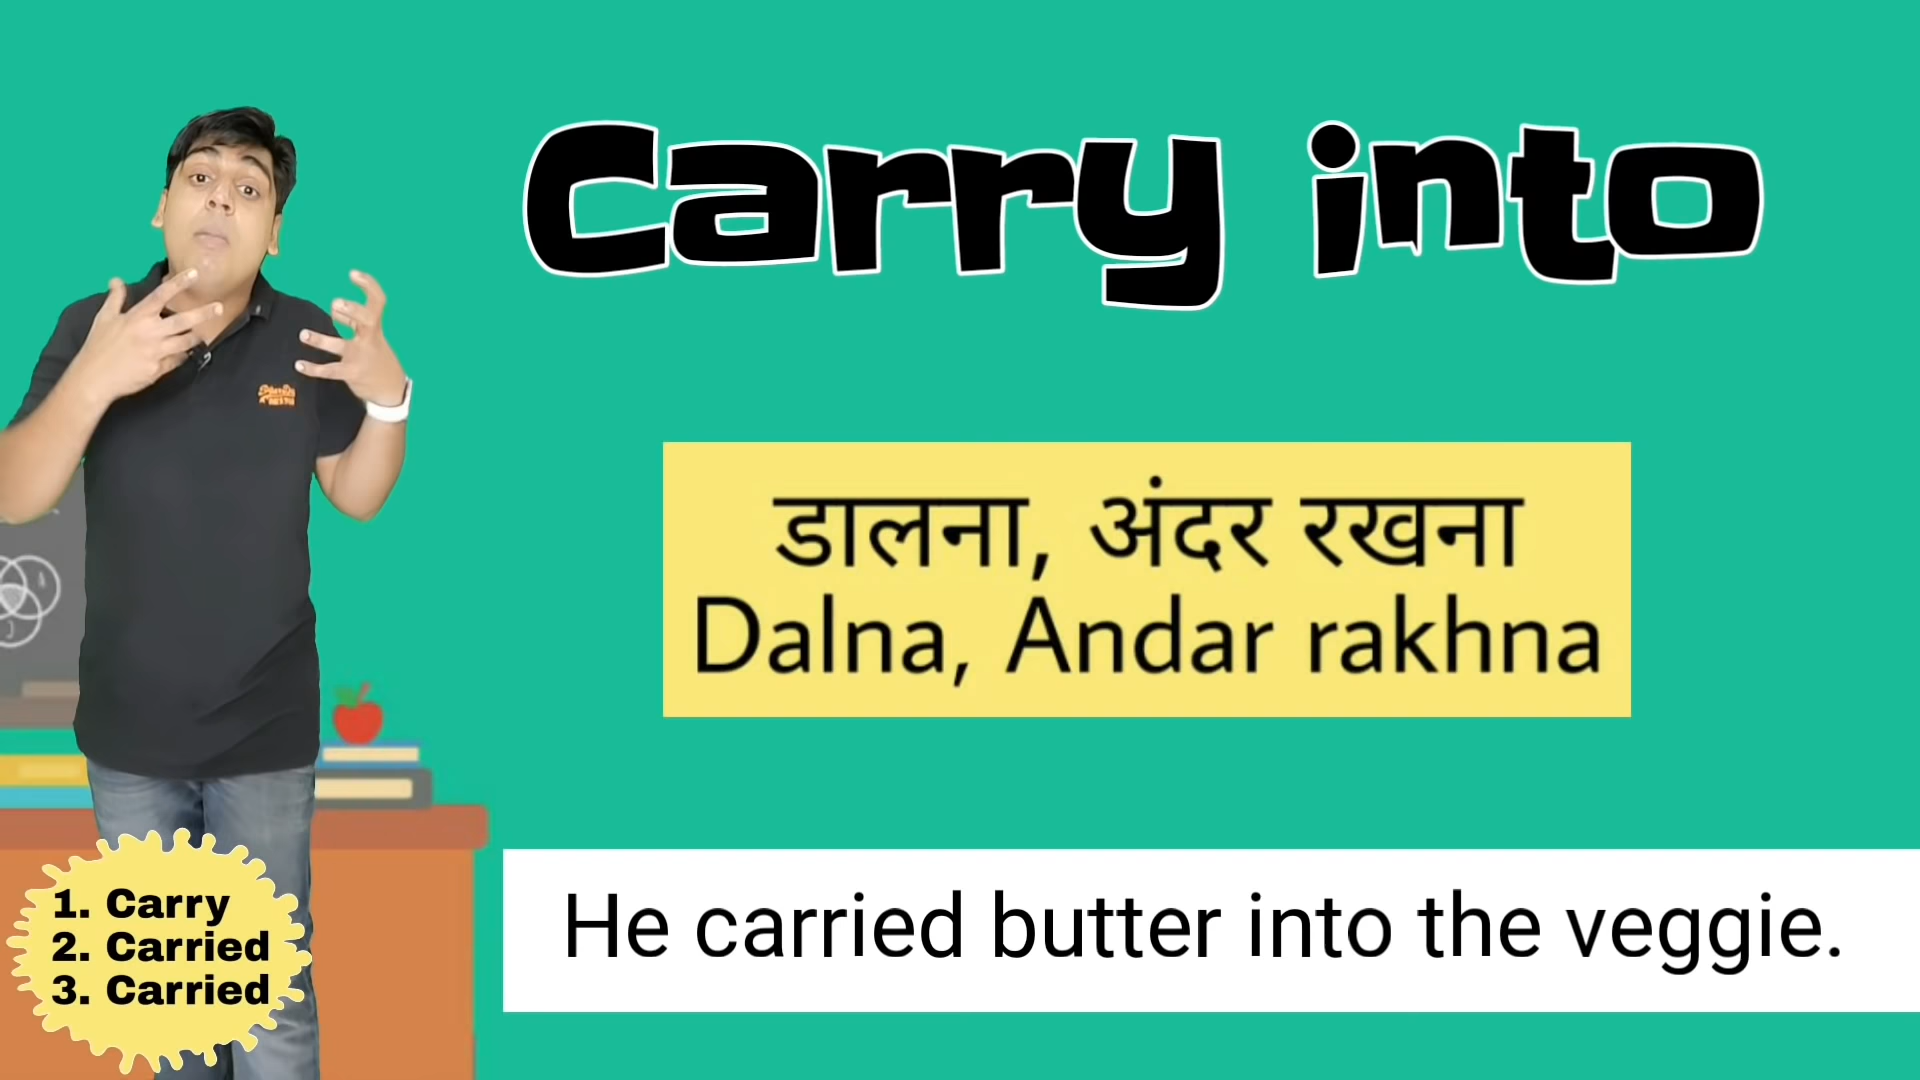 Carry into
डालना, अंदर रखना
Dalna, Andar rakhna
He carried butter into the veggie.
1. Carry
2. Carried
3. Carried